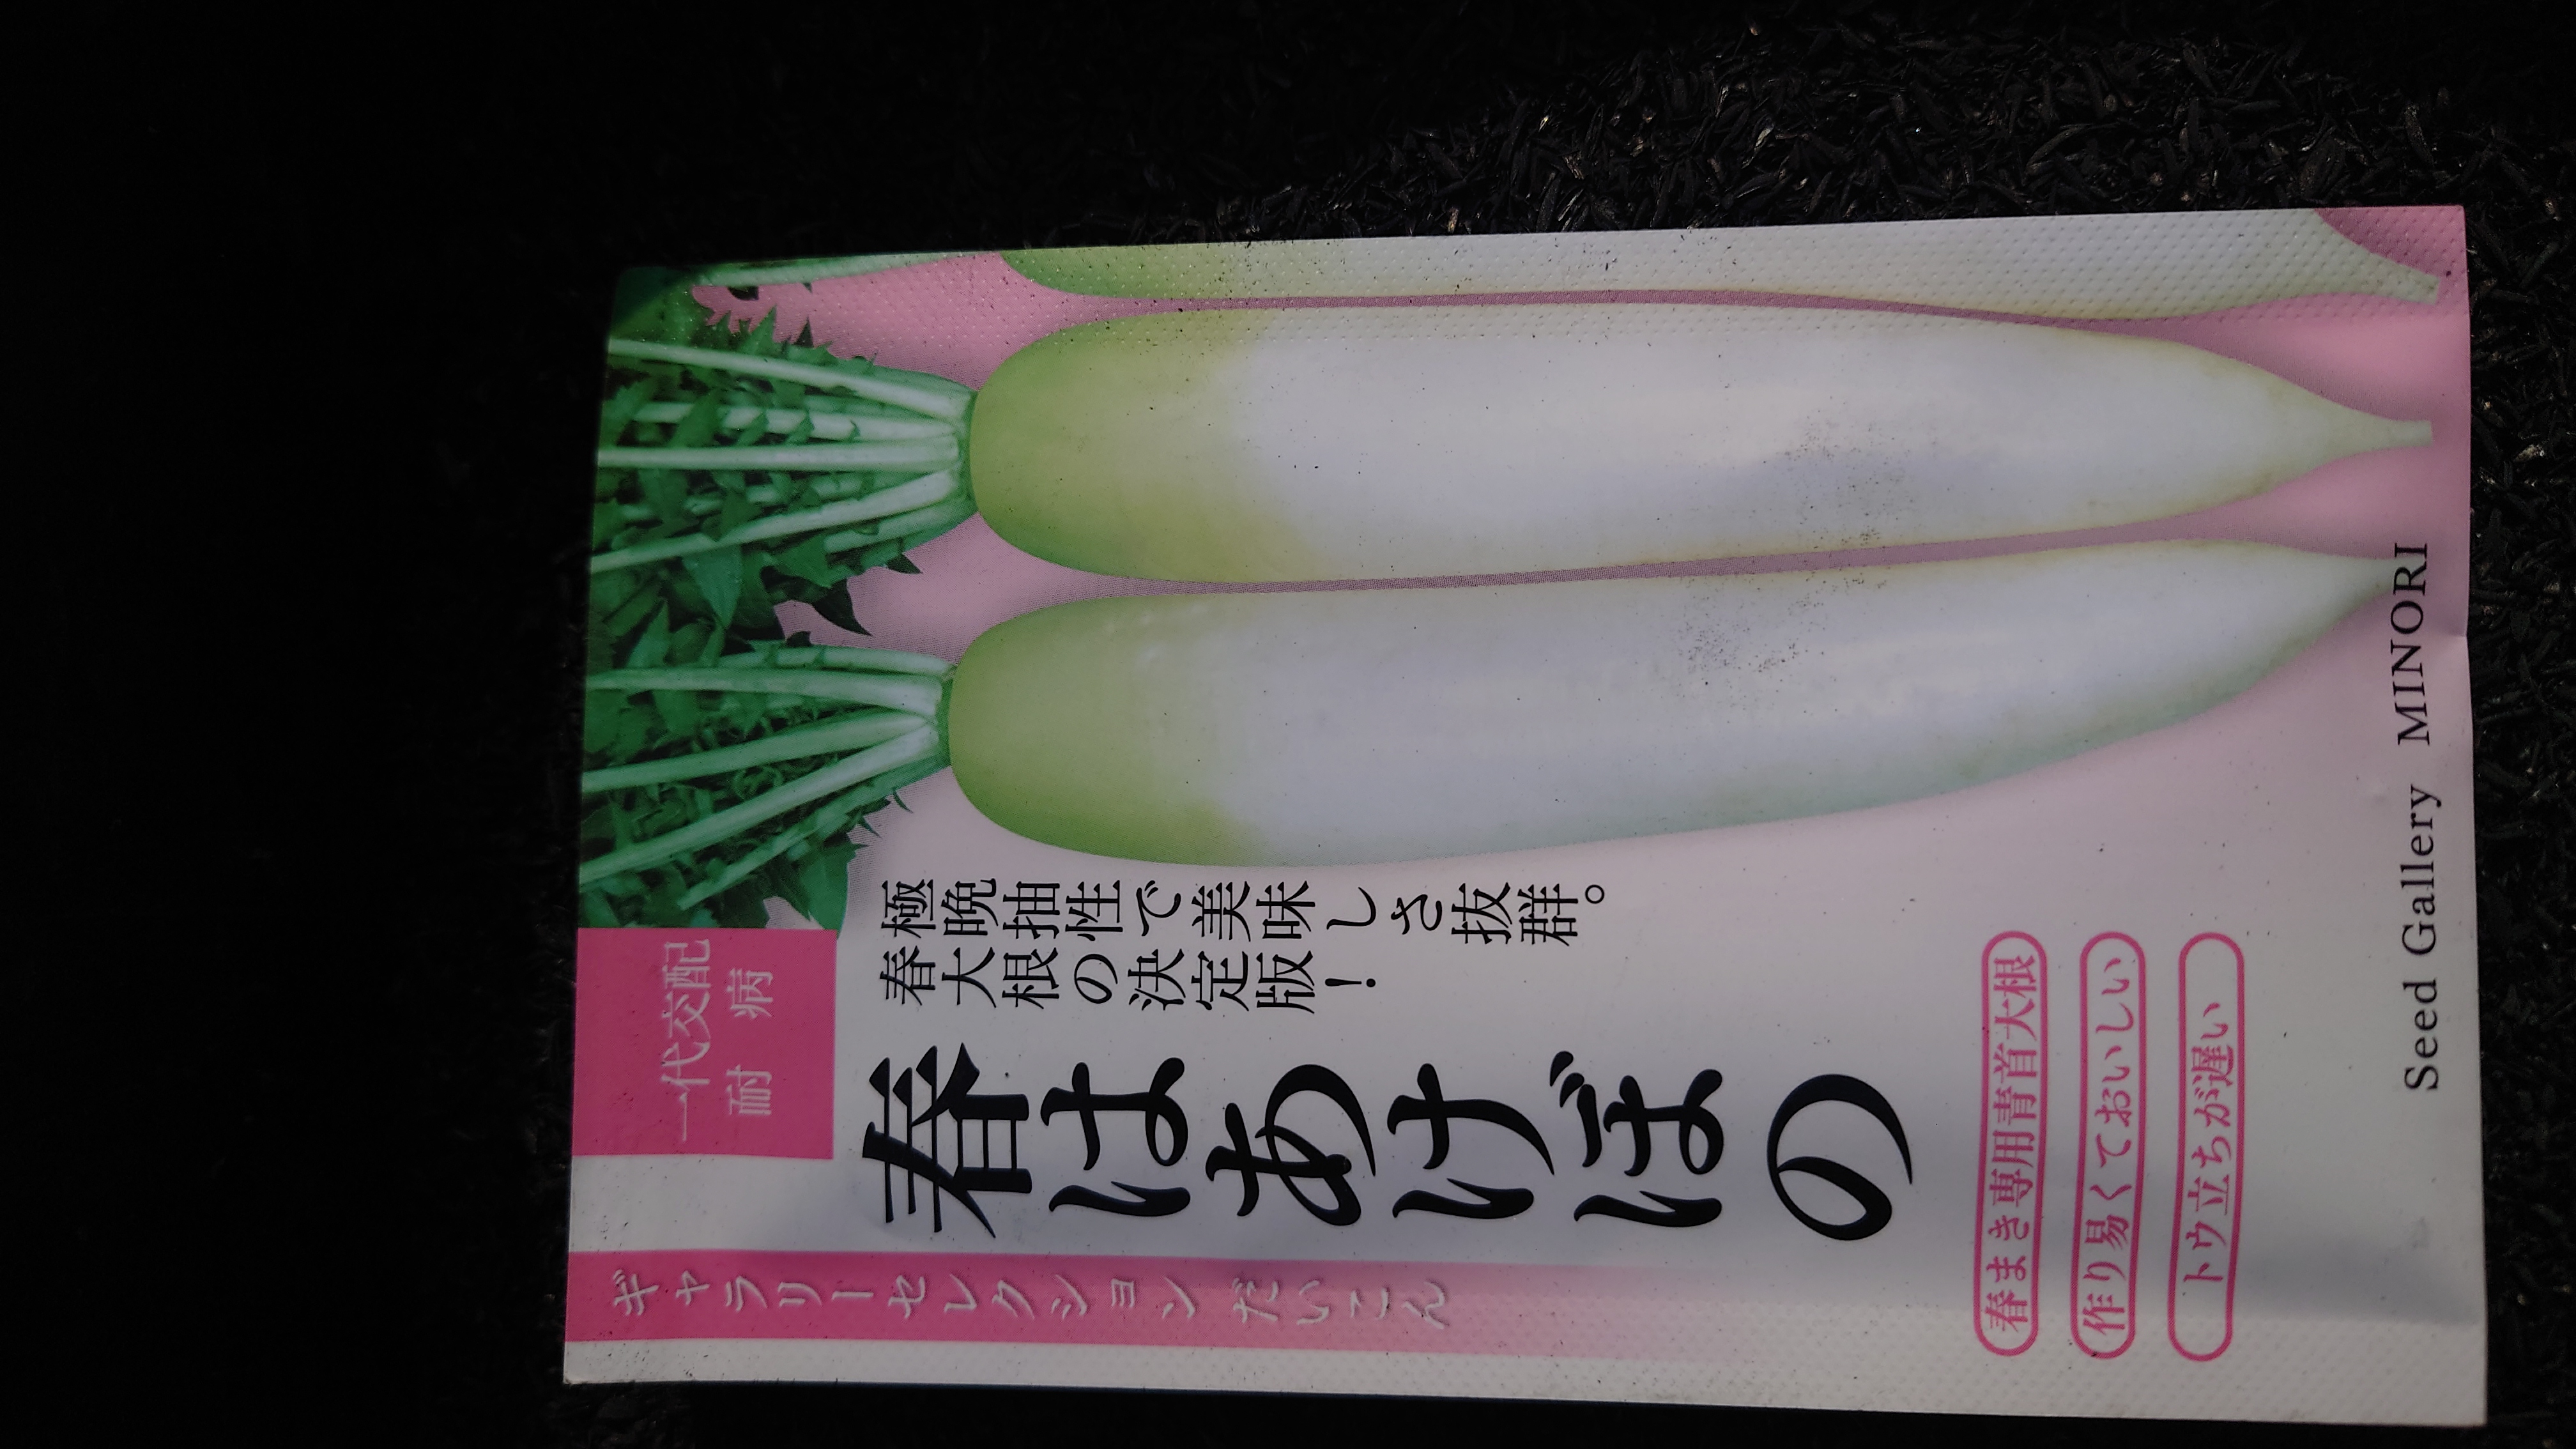 一代交配
耐病
極晩抽性で美味しさ抜群。
春大根の決定版！
春はあけぼの
ギャラリーセレクション だいこん
春まき専用青首大根
作り易くておいしい
トウ立ちが遅い
Seed Gallery MINORI